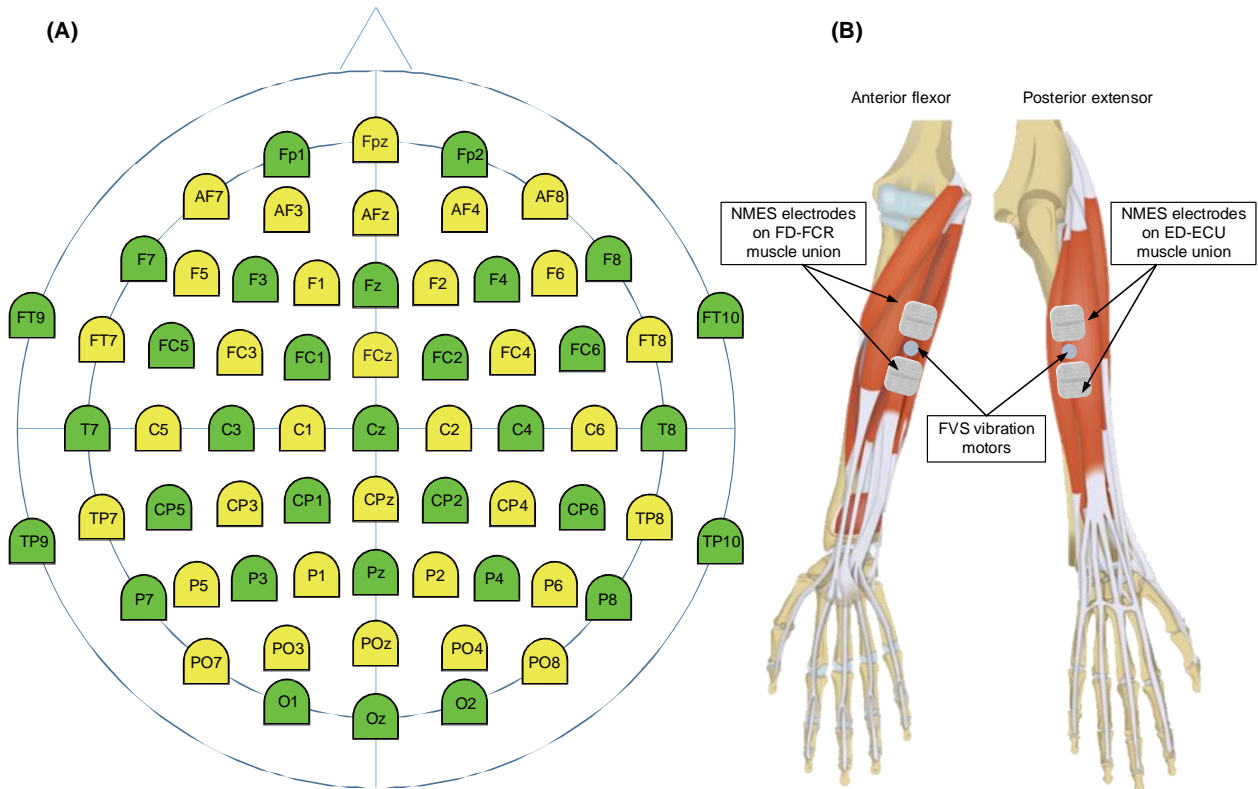 (A)
Fp1 Fpz Fp2
AF7 AF3 AFz AF4 AF8
F7 F5 F3 F1 Fz F2 F4 F6 F8
FT9 FT7 FC5 FC3 FC1 FCz FC2 FC4 FC6 FT8 FT10
T7 C5 C3 C1 Cz C2 C4 C6 T8
TP9 TP7 CP5 CP3 CP1 CPz CP2 CP4 CP6 TP8 TP10
P7 P5 P3 P1 Pz P2 P4 P6 P8
PO7 PO3 POz PO4 PO8
O1 Oz O2
(B)
Anterior flexor
Posterior extensor
NMES electrodes
on FD-FCR
muscle union
NMES electrodes
on ED-ECU
muscle union
FVS vibration
motors